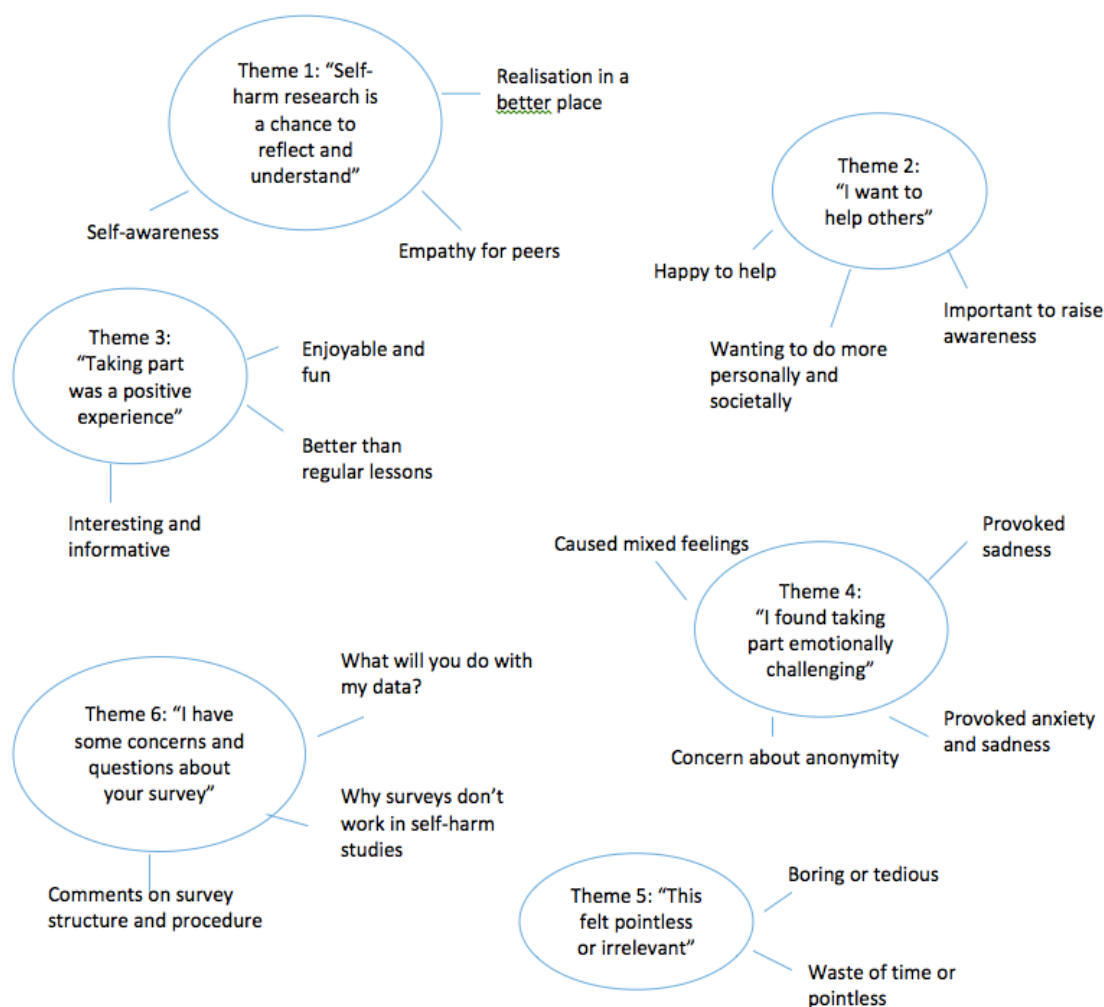 Theme 1: “Self-
harm research is
a chance to
reflect and
understand”
Realisation in a
better place
Self-awareness
Empathy for peers
Theme 2:
“I want to
help others”
Happy to help
Wanting to do more
personally and
societally
Important to raise
awareness
Theme 3:
“Taking part
was a positive
experience”
Enjoyable and
fun
Better than
regular lessons
Interesting and
informative
Caused mixed feelings
Provoked
sadness
Theme 4:
“I found taking
part emotionally
challenging”
Concern about anonymity
Provoked anxiety
and sadness
Theme 6: “I have
some concerns and
questions about
your survey”
What will you do with
my data?
Why surveys don’t
work in self-harm
studies
Comments on survey
structure and procedure
Theme 5: “This
felt pointless
or irrelevant”
Boring or tedious
Waste of time or
pointless